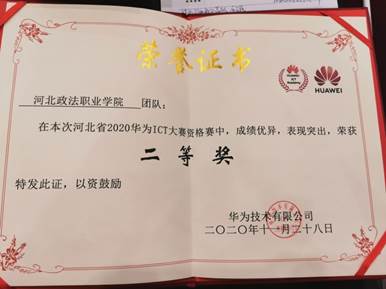 荣誉证书
HUAWEI
河北政法职业学院 团队：
在本次河北省2020华为ICT大赛资格赛中，成绩优异，表现突出，荣获
二等奖
特发此证，以资鼓励
华为技术有限公司
二〇二〇年十一月二十八日